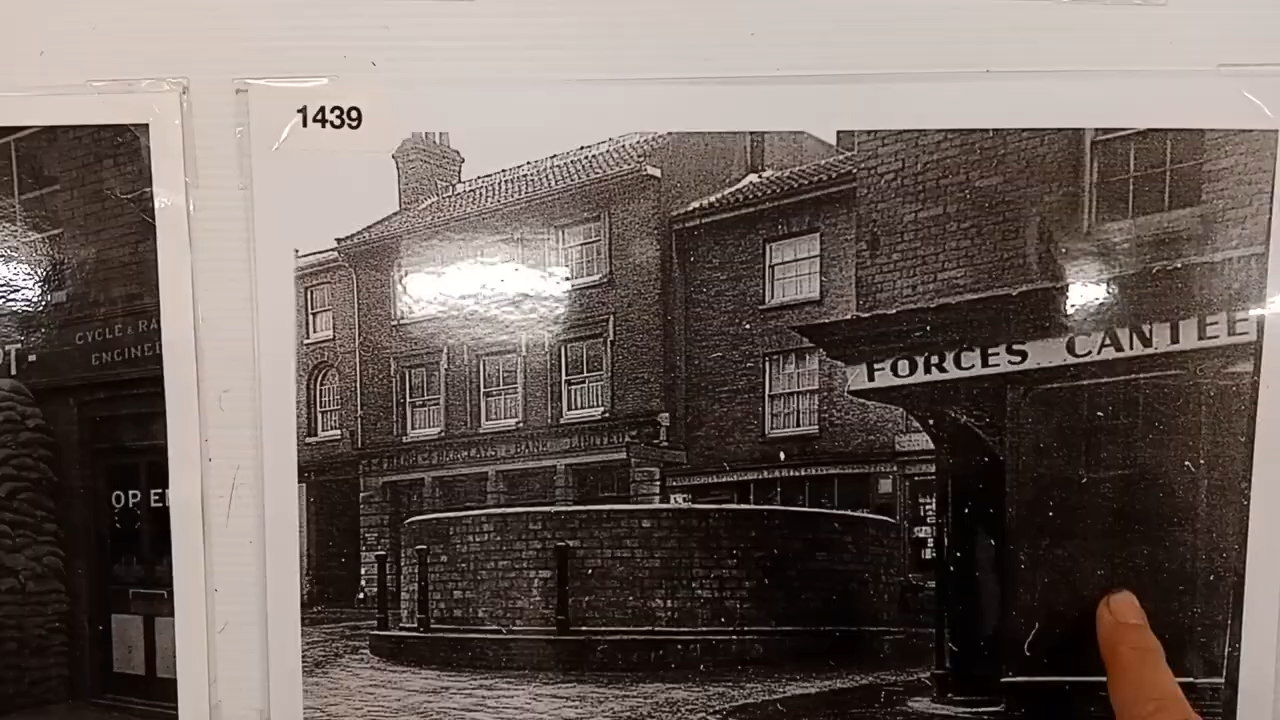 1439
CYCLE & RA
ENGINEE
OPE
FORCES CANTEE
BARCLAYS BANK LIMITED